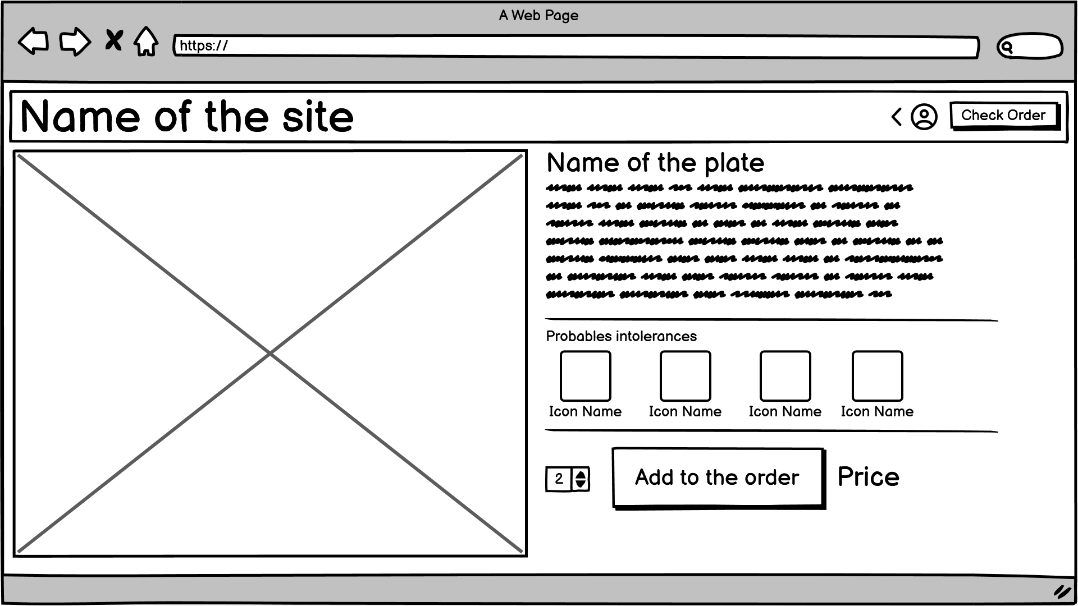 A Web Page
https://
Name of the site
Check Order
Name of the plate
Probables intolerances
Icon Name Icon Name Icon Name Icon Name
2
Add to the order
Price